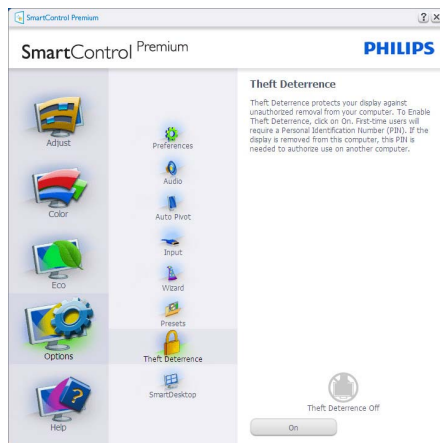 SmartControl Premium
SmartControl Premium
PHILIPS
Adjust
Color
Eco
Options
Help
Preferences
Audio
Auto Pivot
Input
Wizard
Presets
Theft Deterrence
SmartDesktop
Theft Deterrence
Theft Deterrence protects your display against
unauthorized removal from your computer. To Enable
Theft Deterrence, click on On. First-time users will
require a Personal Identification Number (PIN). If the
display is removed from this computer, this PIN is
needed to authorize use on another computer.
Theft Deterrence Off
On